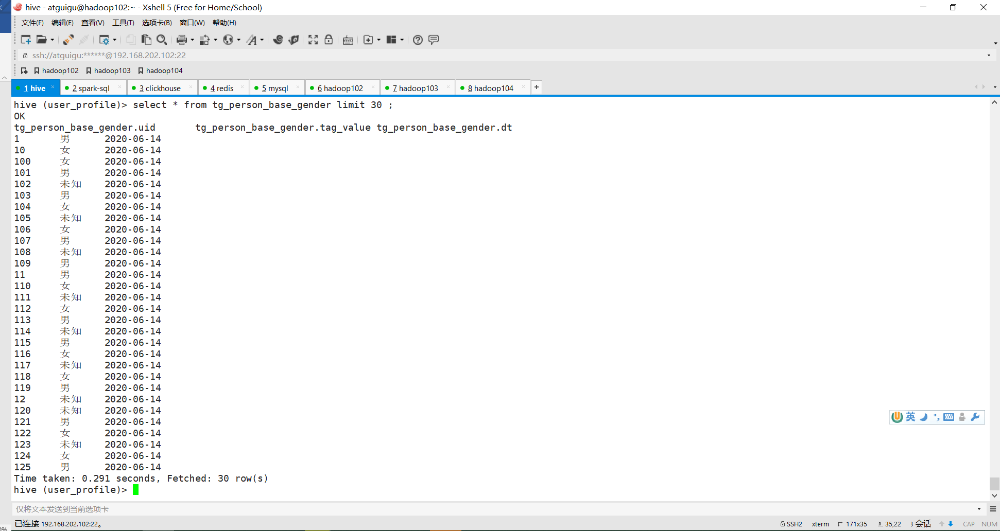 hive - atguigu@hadoop102:~ - Xshell 5 (Free for Home/School)
文件(F) 编辑(E) 查看(V) 工具(T) 选项卡(B) 窗口(W) 帮助(H)
ssh://atguigu:******@192.168.202.102:22
hadoop102 hadoop103 hadoop104
1 hive 2 spark-sql 3 clickhouse 4 redis 5 mysql 6 hadoop102 7 hadoop103 8 hadoop104
hive (user_profile)> select * from tg_person_base_gender limit 30 ;
OK
tg_person_base_gender.uid tg_person_base_gender.tag_value tg_person_base_gender.dt
1 男 2020-06-14
10 女 2020-06-14
100 女 2020-06-14
101 男 2020-06-14
102 未知 2020-06-14
103 男 2020-06-14
104 女 2020-06-14
105 未知 2020-06-14
106 女 2020-06-14
107 男 2020-06-14
108 未知 2020-06-14
109 男 2020-06-14
11 男 2020-06-14
110 女 2020-06-14
111 未知 2020-06-14
112 女 2020-06-14
113 男 2020-06-14
114 未知 2020-06-14
115 男 2020-06-14
116 女 2020-06-14
117 未知 2020-06-14
118 女 2020-06-14
119 男 2020-06-14
12 未知 2020-06-14
120 未知 2020-06-14
121 男 2020-06-14
122 女 2020-06-14
123 未知 2020-06-14
124 女 2020-06-14
125 男 2020-06-14
Time taken: 0.291 seconds, Fetched: 30 row(s)
hive (user_profile)>
英
仅将文本发送到当前选项卡
已连接 192.168.202.102:22。 SSH2 xterm 171x35 35,22 3 会话 CAP NUM